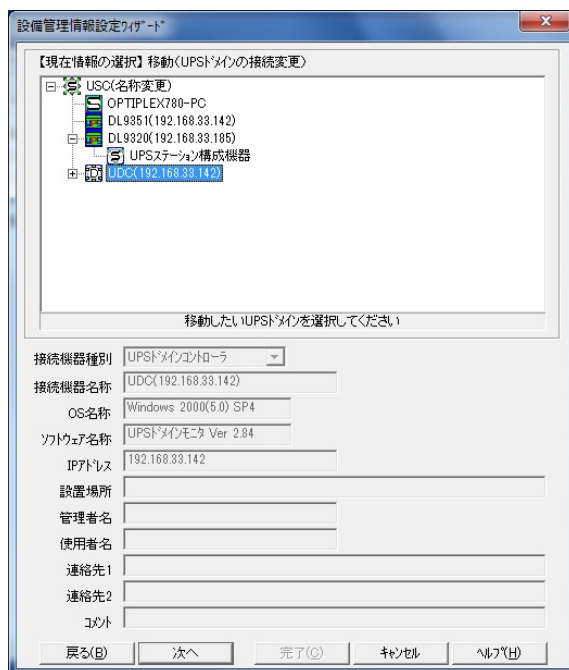 設備管理情報設定ウィザード
【現在情報の選択】移動(UPSドメインの接続変更)
USC(名称変更)
OPTIPLEX780-PC
DL9351(192.168.33.142)
DL9320(192.168.33.185)
UPSステーション構成機器
UDC(192.168.33.142)
移動したいUPSドメインを選択してください
接続機器種別 UPSドメインコントローラ
接続機器名称 UDC(192.168.33.142)
OS名称 Windows 2000(5.0) SP4
ソフトウェア名称 UPSドメインモニタ Ver 2.84
IPアドレス 192.168.33.142
設置場所
管理者名
使用者名
連絡先1
連絡先2
コメント
戻る(B) 次へ 完了(C) キャンセル ヘルプ(H)